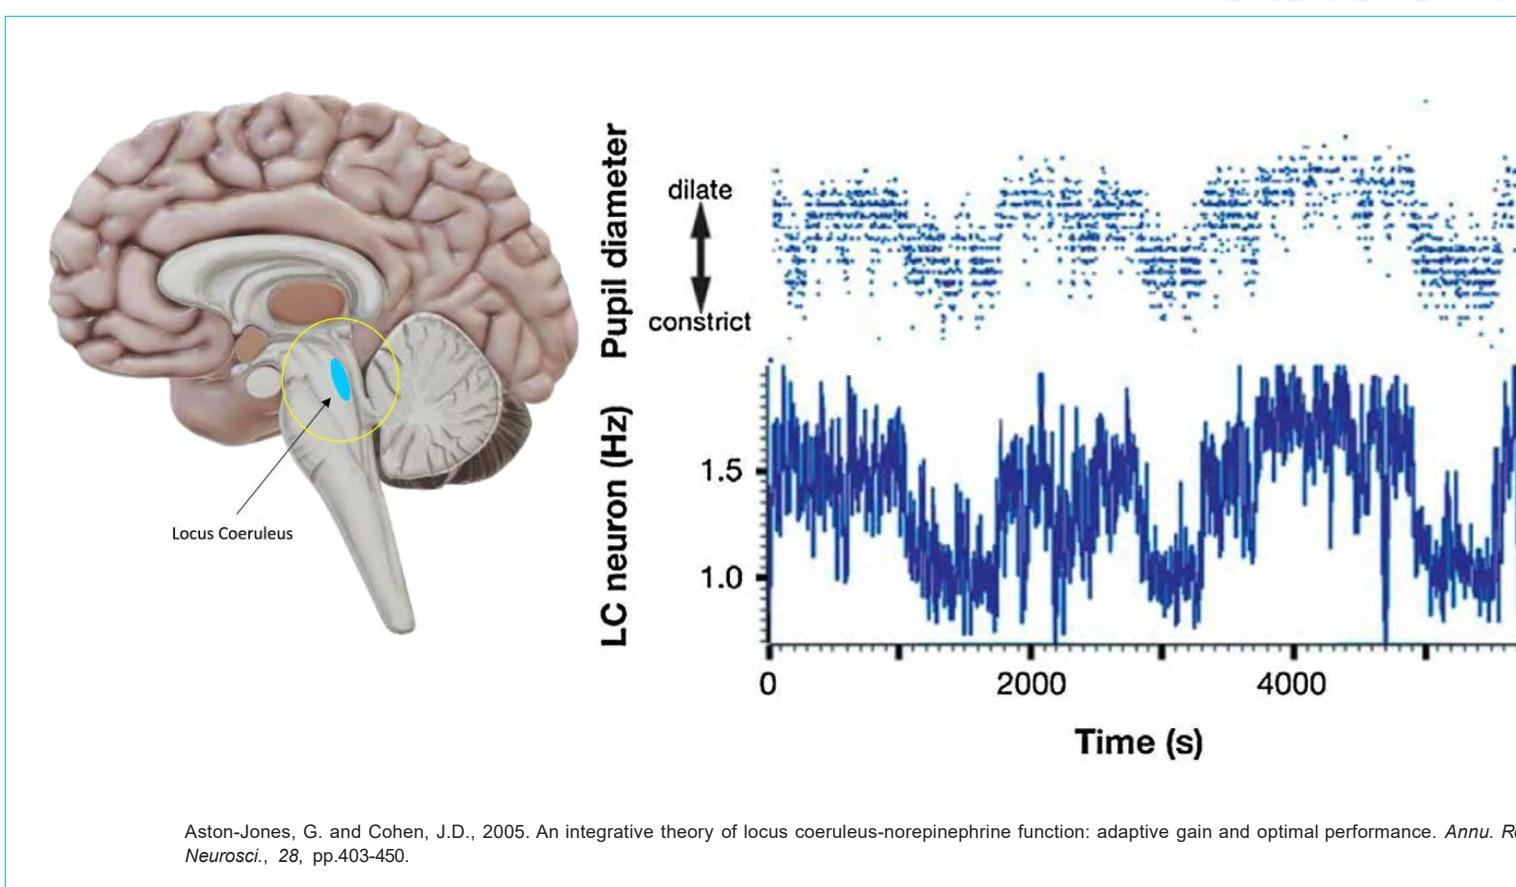 Pupil diameter
dilate
constrict
LC neuron (Hz)
1.5
1.0
0
2000
4000
Time (s)
Locus Coeruleus
Aston-Jones, G. and Cohen, J.D., 2005. An integrative theory of locus coeruleus-norepinephrine function: adaptive gain and optimal performance. Annu.
Neurosci., 28, pp.403-450.